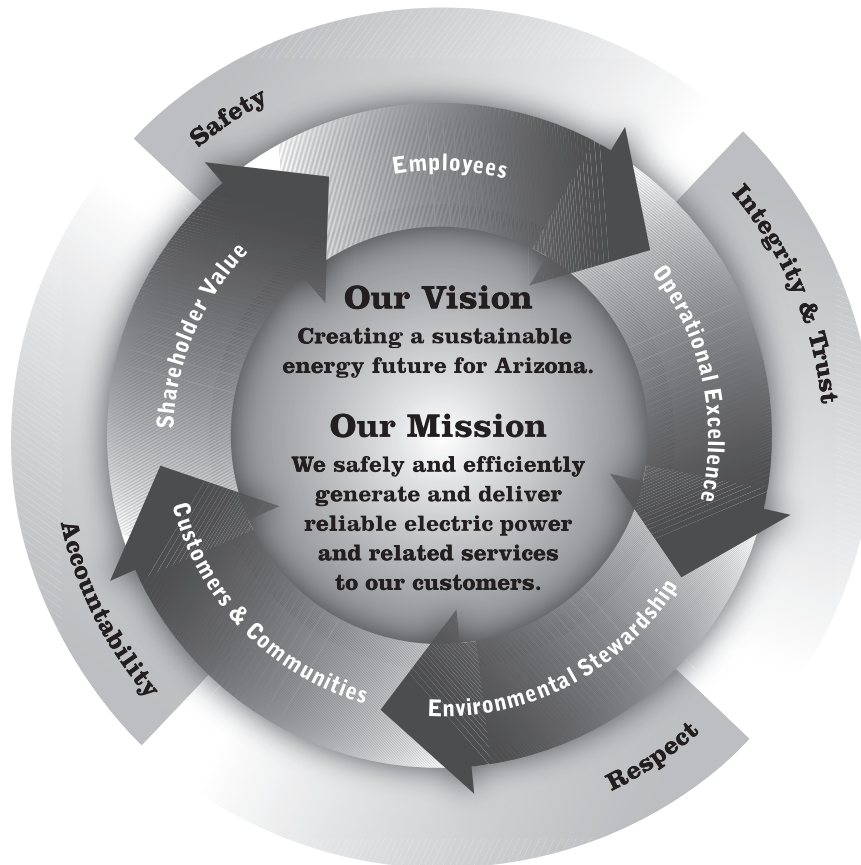 Safety
Integrity & Trust
Respect
Accountability
Employees
Operational Excellence
Environmental Stewardship
Customers & Communities
Shareholder Value
Our Vision
Creating a sustainable
energy future for Arizona.
Our Mission
We safely and efficiently
generate and deliver
reliable electric power
and related services
to our customers.